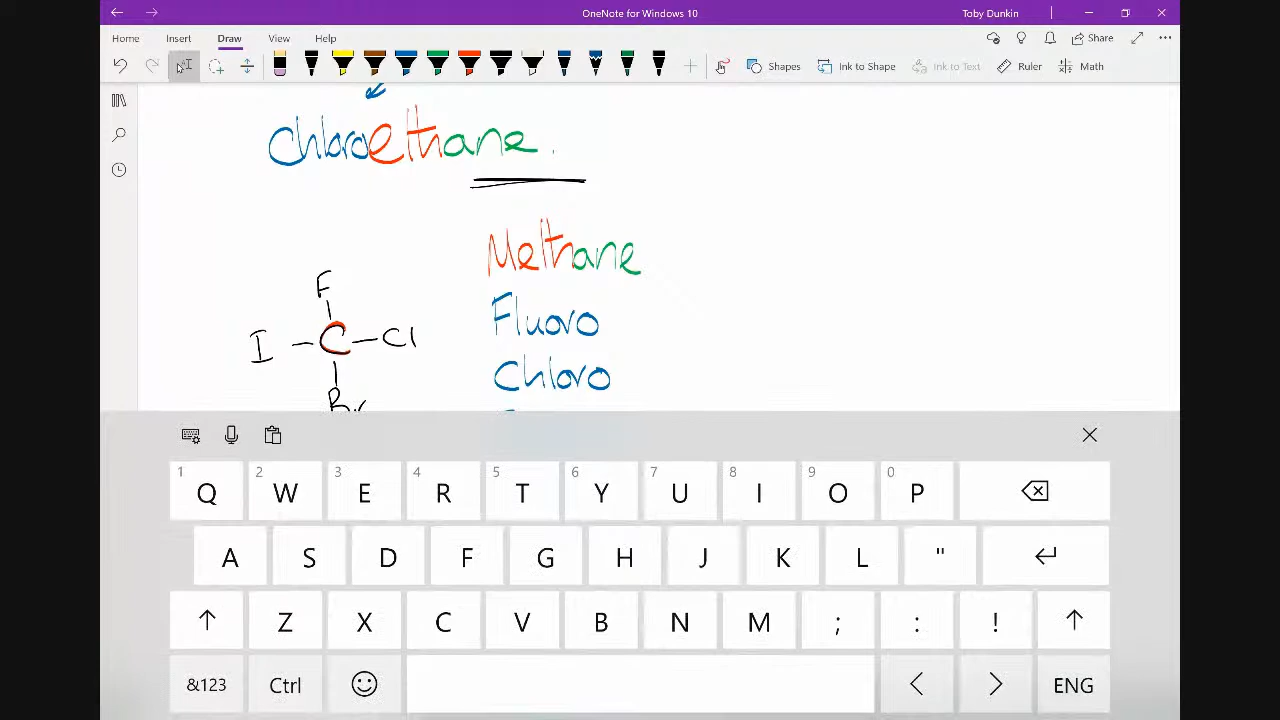 OneNote for Windows 10
Toby Dunkin
Home Insert Draw View Help
Share
Shapes Ink to Shape Ink to Text Ruler Math
Chloroethane.
Methane
F
Fluoro
I - C - Cl
Chloro
Br
1 2 3 4 5 6 7 8 9 0
Q W E R T Y U I O P
A S D F G H J K L "
Z X C V B N M ; : !
&123 Ctrl < > ENG